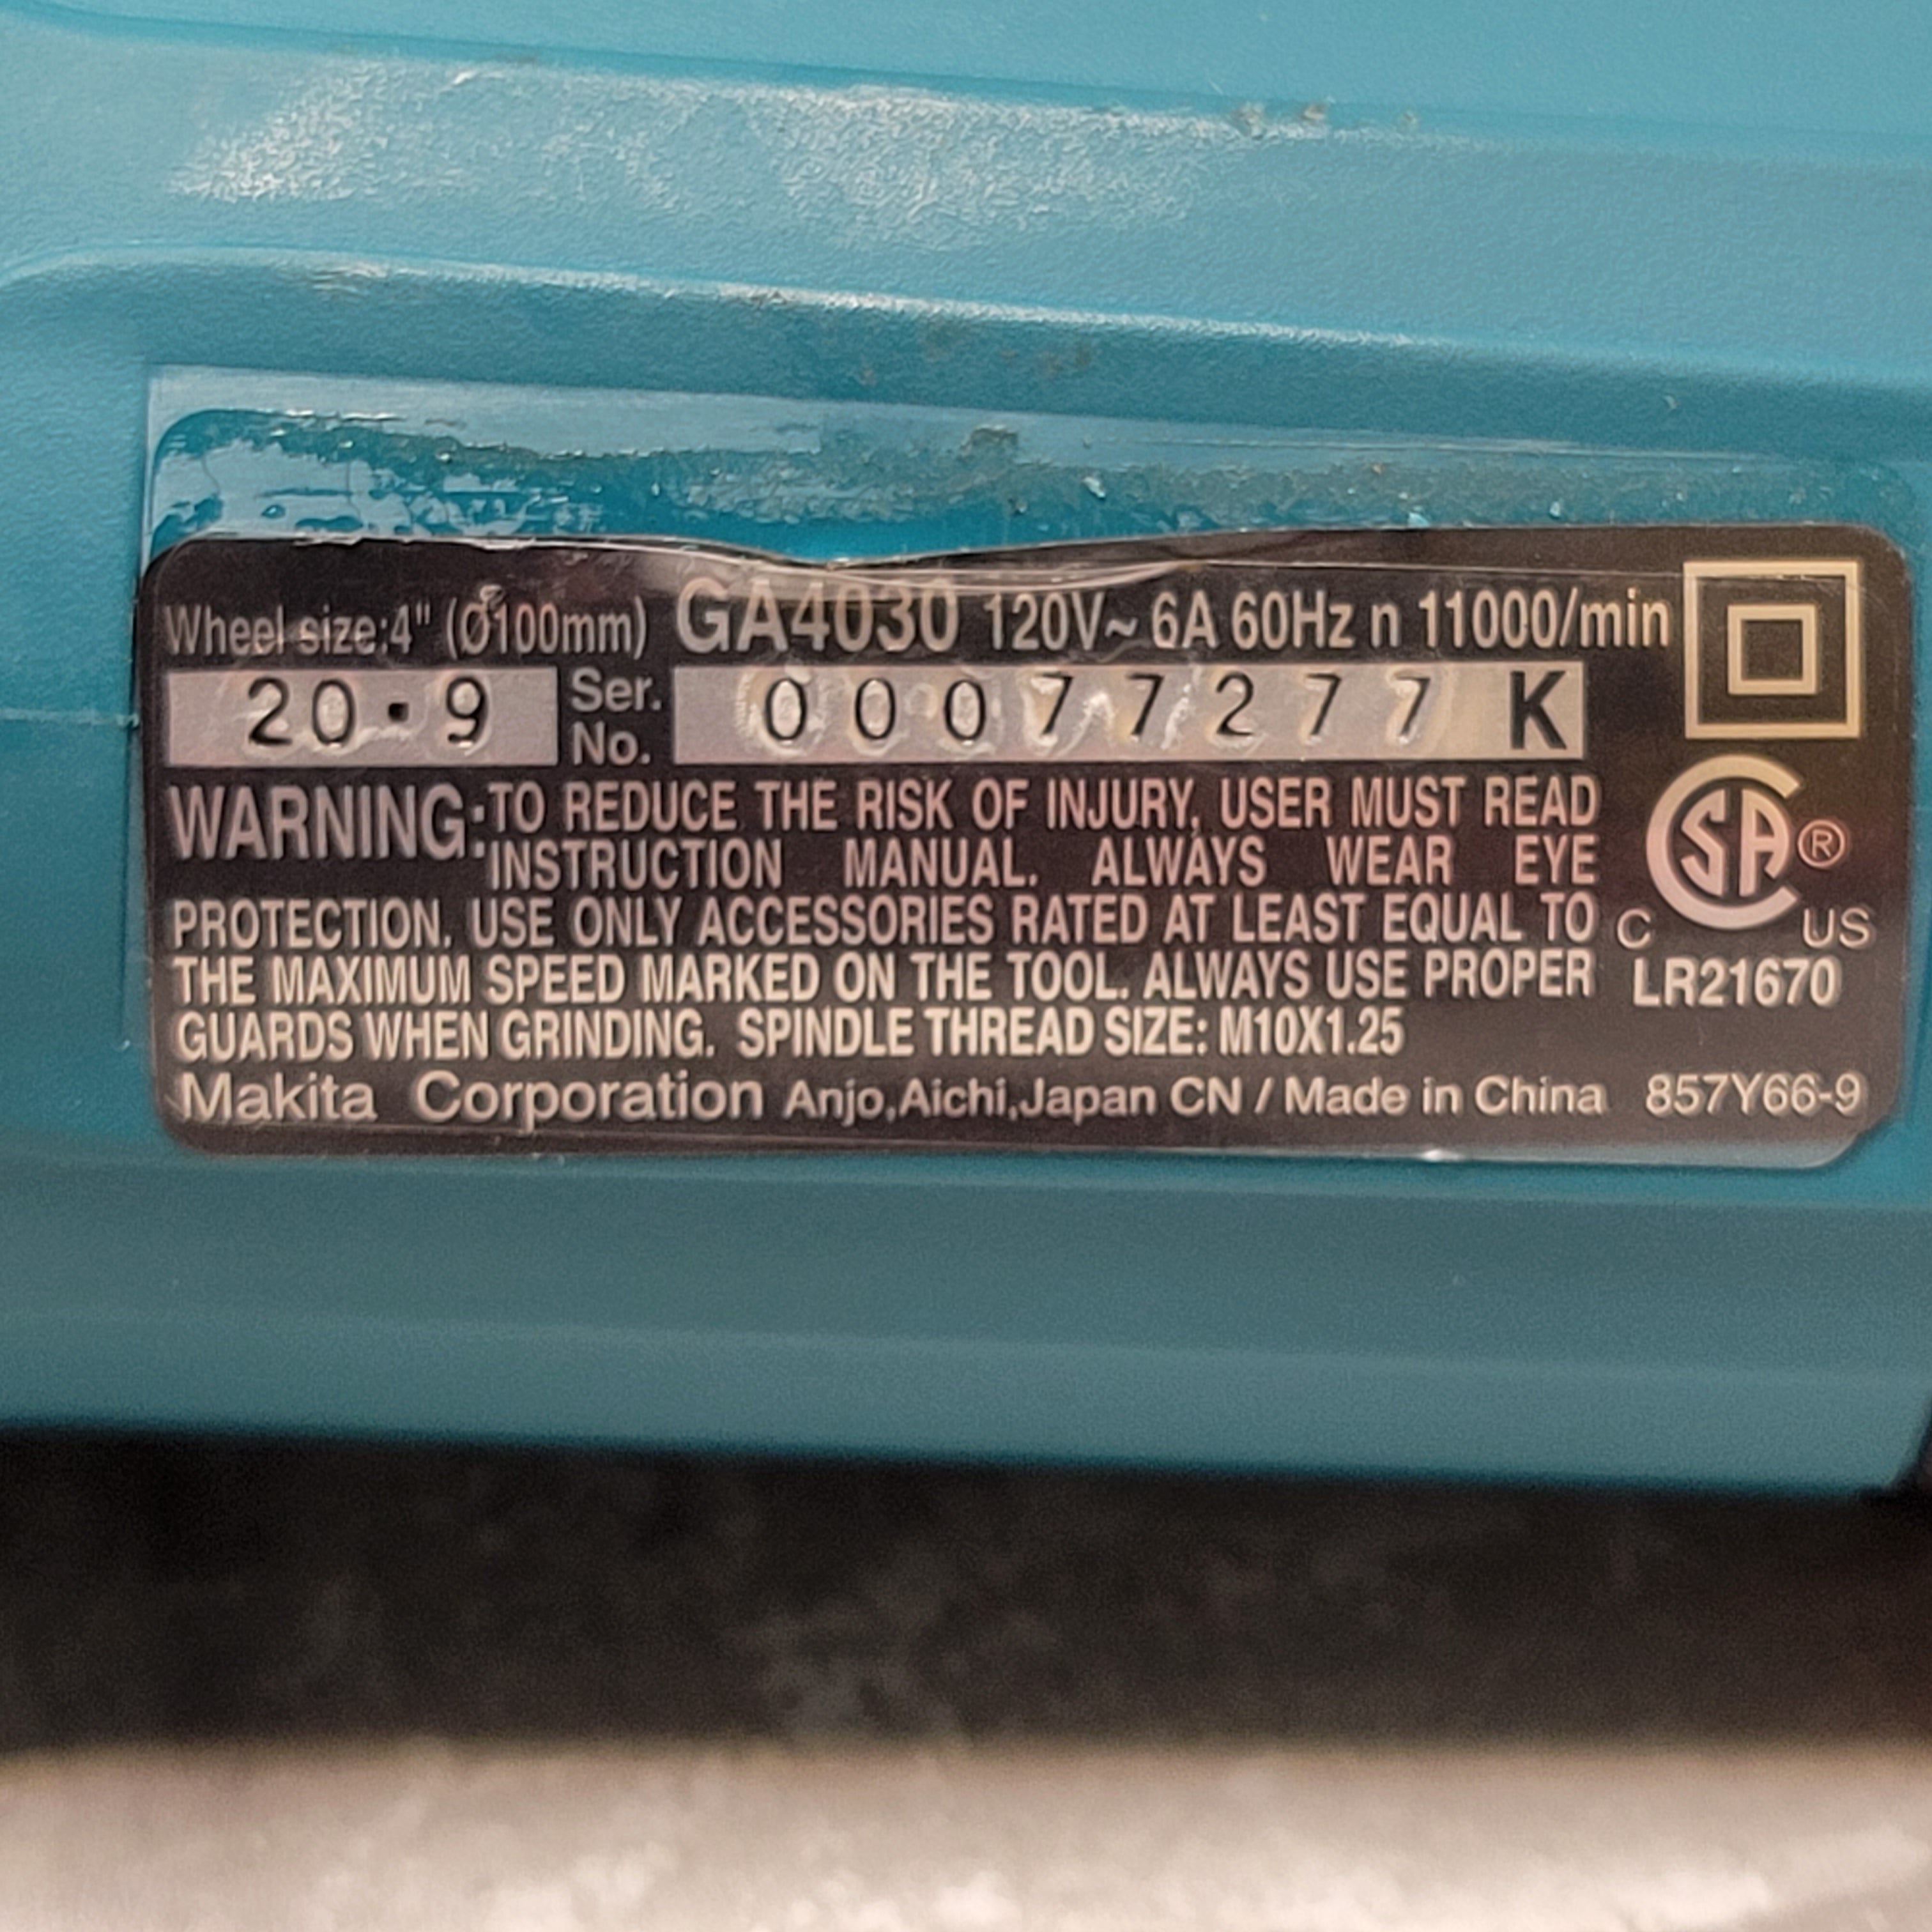 Wheel size:4" (Ø100mm) GA4030 120V~ 6A 60Hz n 11000/min
20·9 Ser. No. 00077277 K
WARNING: TO REDUCE THE RISK OF INJURY, USER MUST READ
INSTRUCTION MANUAL. ALWAYS WEAR EYE
PROTECTION. USE ONLY ACCESSORIES RATED AT LEAST EQUAL TO
THE MAXIMUM SPEED MARKED ON THE TOOL. ALWAYS USE PROPER
GUARDS WHEN GRINDING. SPINDLE THREAD SIZE: M10X1.25
Makita Corporation Anjo,Aichi,Japan CN / Made in China 857Y66-9
CSA®
C US
LR21670